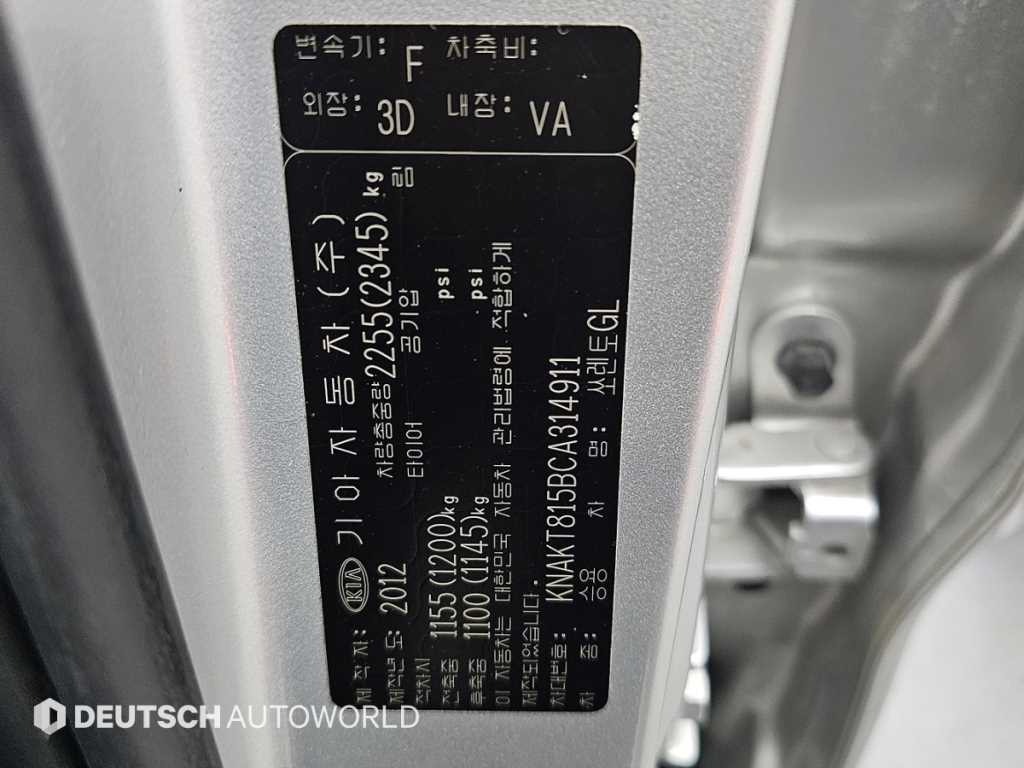 변속기: F 차축비:
외장: 3D 내장: VA
제 작 자: KIA 기아자동차(주)
제작년 도: 2012 차량총중량 2255(2345) kg
적차시 타이어 공기압
전축중 1155(1200)kg psi
후축중 1100(1145)kg psi
이 자동차는 대한민국 자동차 관리법령에 적합하게
제작되었습니다.
차대번호: KNAKT815BCA314911
차 종: 승용 차 명: 쏘렌토GL
DEUTSCH AUTOWORLD